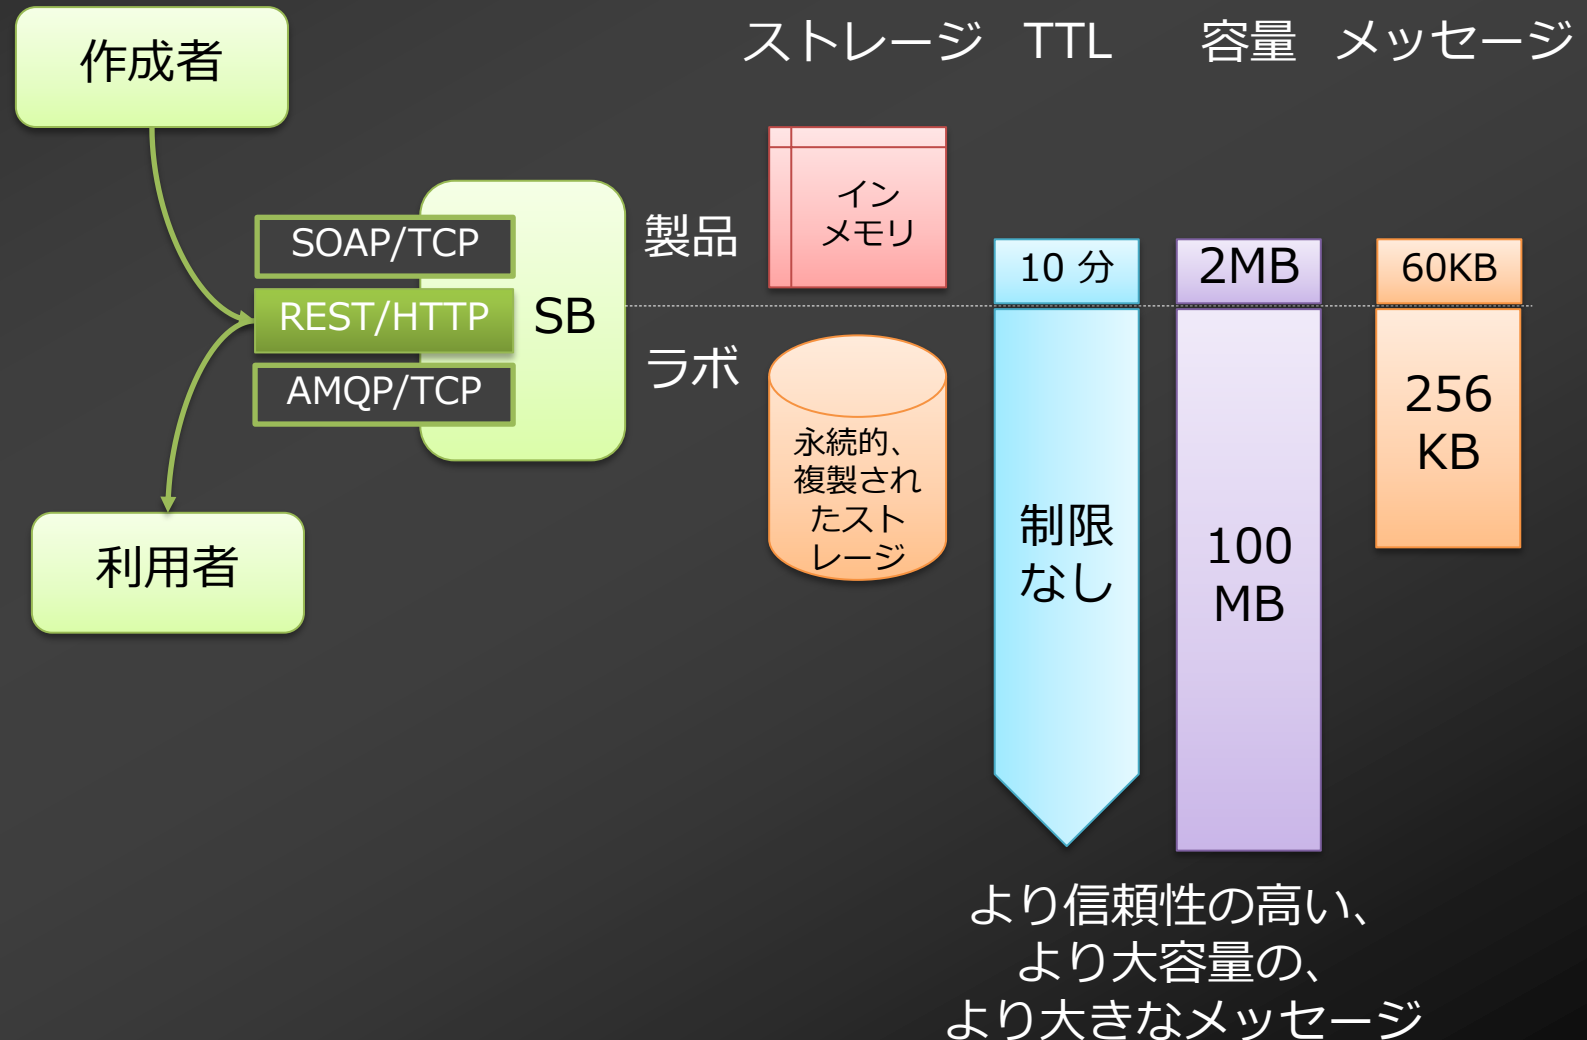 作成者
ストレージ TTL 容量 メッセージ
SOAP/TCP
REST/HTTP
AMQP/TCP
SB
利用者
製品
イン
メモリ
10 分
2MB
60KB
ラボ
永続的、
複製され
たスト
レージ
制限
なし
100
MB
256
KB
より信頼性の高い、
より大容量の、
より大きなメッセージ